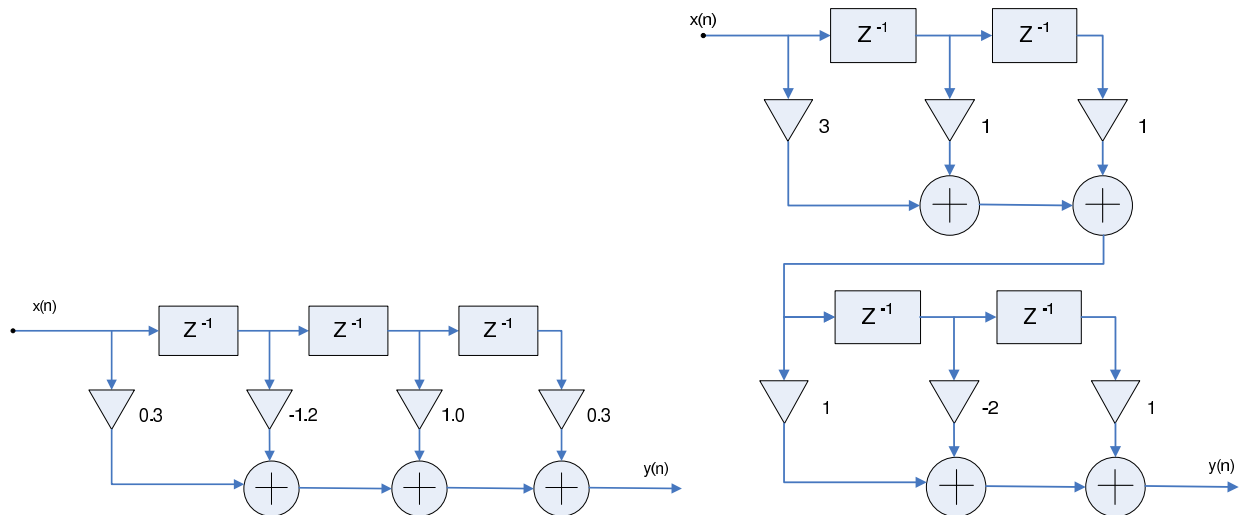 x(n)
Z⁻¹ Z⁻¹
3 1 1
x(n)
Z⁻¹ Z⁻¹ Z⁻¹
0.3 -1.2 1.0 0.3
y(n)
Z⁻¹ Z⁻¹
1 -2 1
y(n)